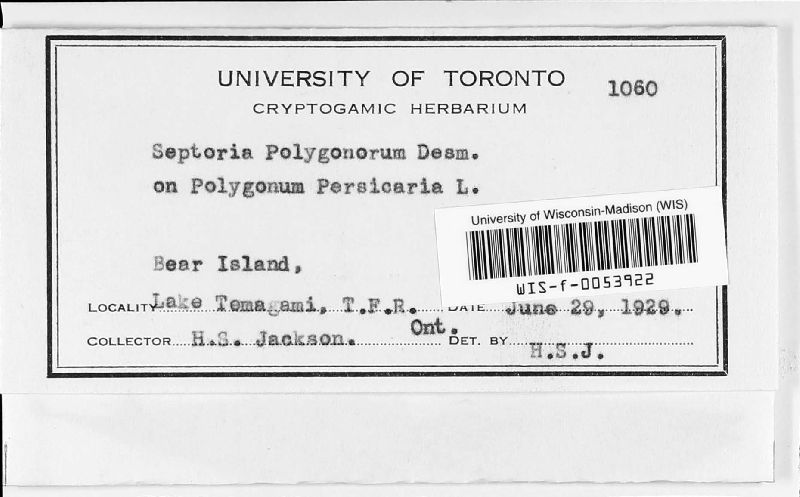 UNIVERSITY OF TORONTO
1060
CRYPTOGAMIC HERBARIUM
Septoria Polygonorum Desm.
on Polygonum Persicaria L.
University of Wisconsin-Madison (WIS)
WIS-f-0053922
Bear Island,
LOCALITY Lake Temagami, T.F.R. DATE June 29, 1929.
Ont.
COLLECTOR H.S. Jackson. DET. BY H.S.J.